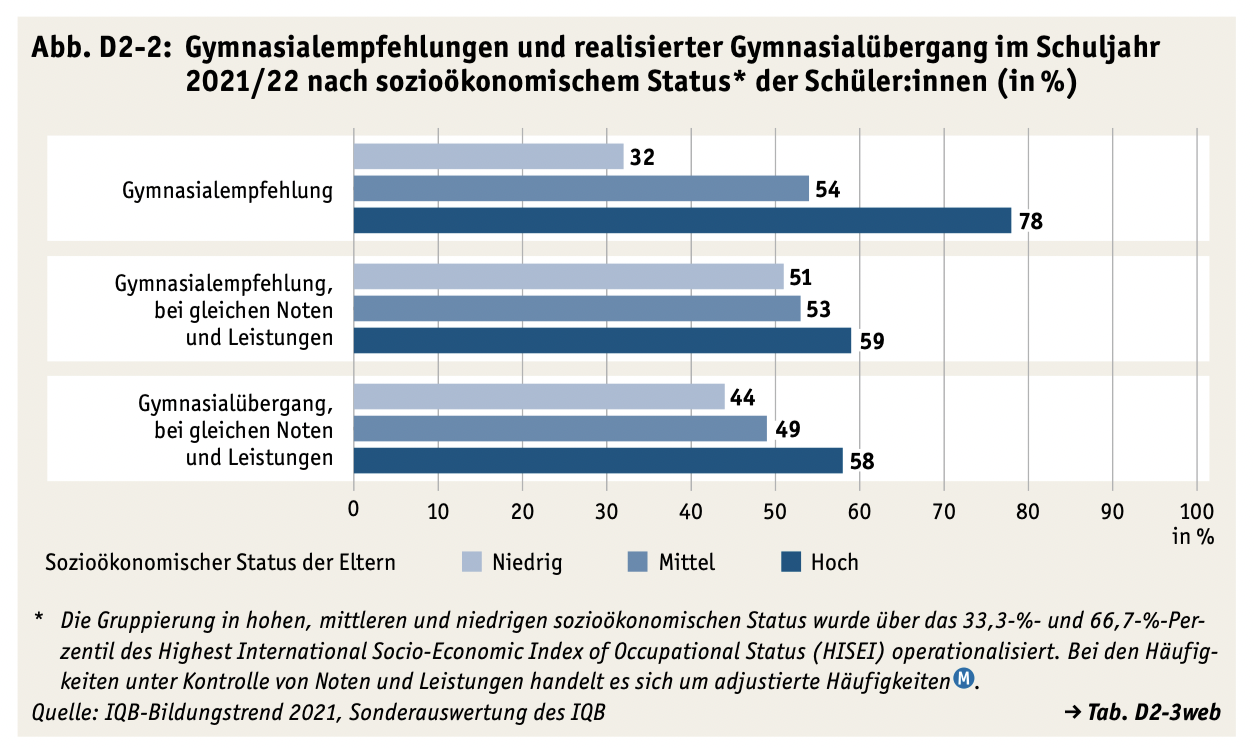 Abb. D2-2: Gymnasialempfehlungen und realisierter Gymnasialübergang im Schuljahr
2021/22 nach sozioökonomischem Status* der Schüler:innen (in %)
32
Gymnasialempfehlung
54
78
Gymnasialempfehlung,
bei gleichen Noten
und Leistungen
51
53
59
Gymnasialübergang,
bei gleichen Noten
und Leistungen
44
49
58
0 10 20 30 40 50 60 70 80 90 100
in %
Sozioökonomischer Status der Eltern Niedrig Mittel Hoch
* Die Gruppierung in hohen, mittleren und niedrigen sozioökonomischen Status wurde über das 33,3-%- und 66,7-%-Per-
zentil des Highest International Socio-Economic Index of Occupational Status (HISEI) operationalisiert. Bei den Häufig-
keiten unter Kontrolle von Noten und Leistungen handelt es sich um adjustierte Häufigkeiten M.
Quelle: IQB-Bildungstrend 2021, Sonderauswertung des IQB → Tab. D2-3web